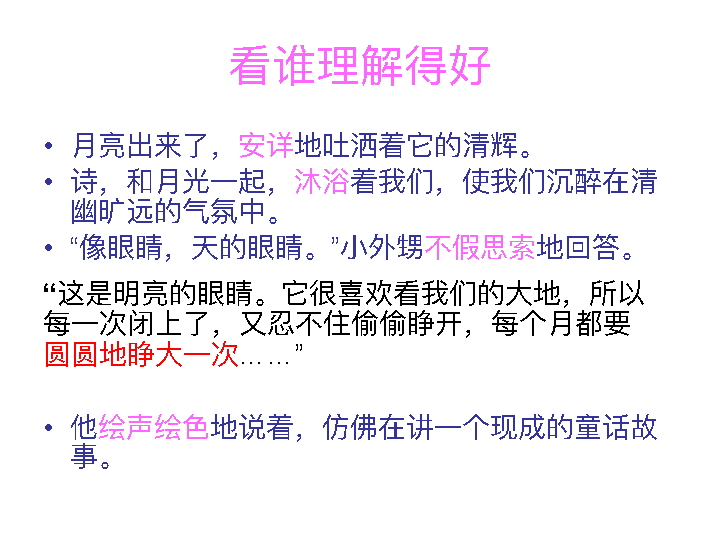 看谁理解得好
• 月亮出来了，安详地吐洒着它的清辉。
• 诗，和月光一起，沐浴着我们，使我们沉醉在清
幽旷远的气氛中。
• “像眼睛，天的眼睛。”小外甥不假思索地回答。
“这是明亮的眼睛。它很喜欢看我们的大地，所以
每一次闭上了，又忍不住偷偷睁开，每个月都要
圆圆地睁大一次……”
• 他绘声绘色地说着，仿佛在讲一个现成的童话故
事。